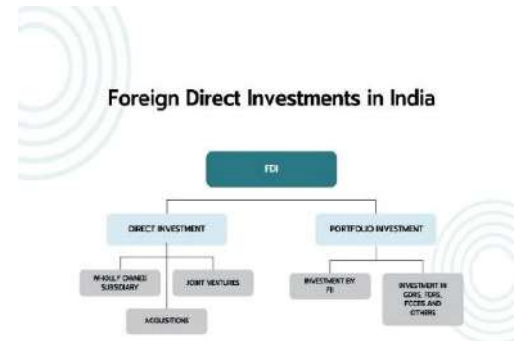 Foreign Direct Investments in India
FDI
DIRECT INVESTMENT
PORTFOLIO INVESTMENT
WHOLLY OWNED
SUBSIDIARY
JOINT VENTURES
ACQUISITIONS
INVESTMENT BY
FII
INVESTMENT IN
GDRS, FDRS,
FCCBS AND
OTHERS